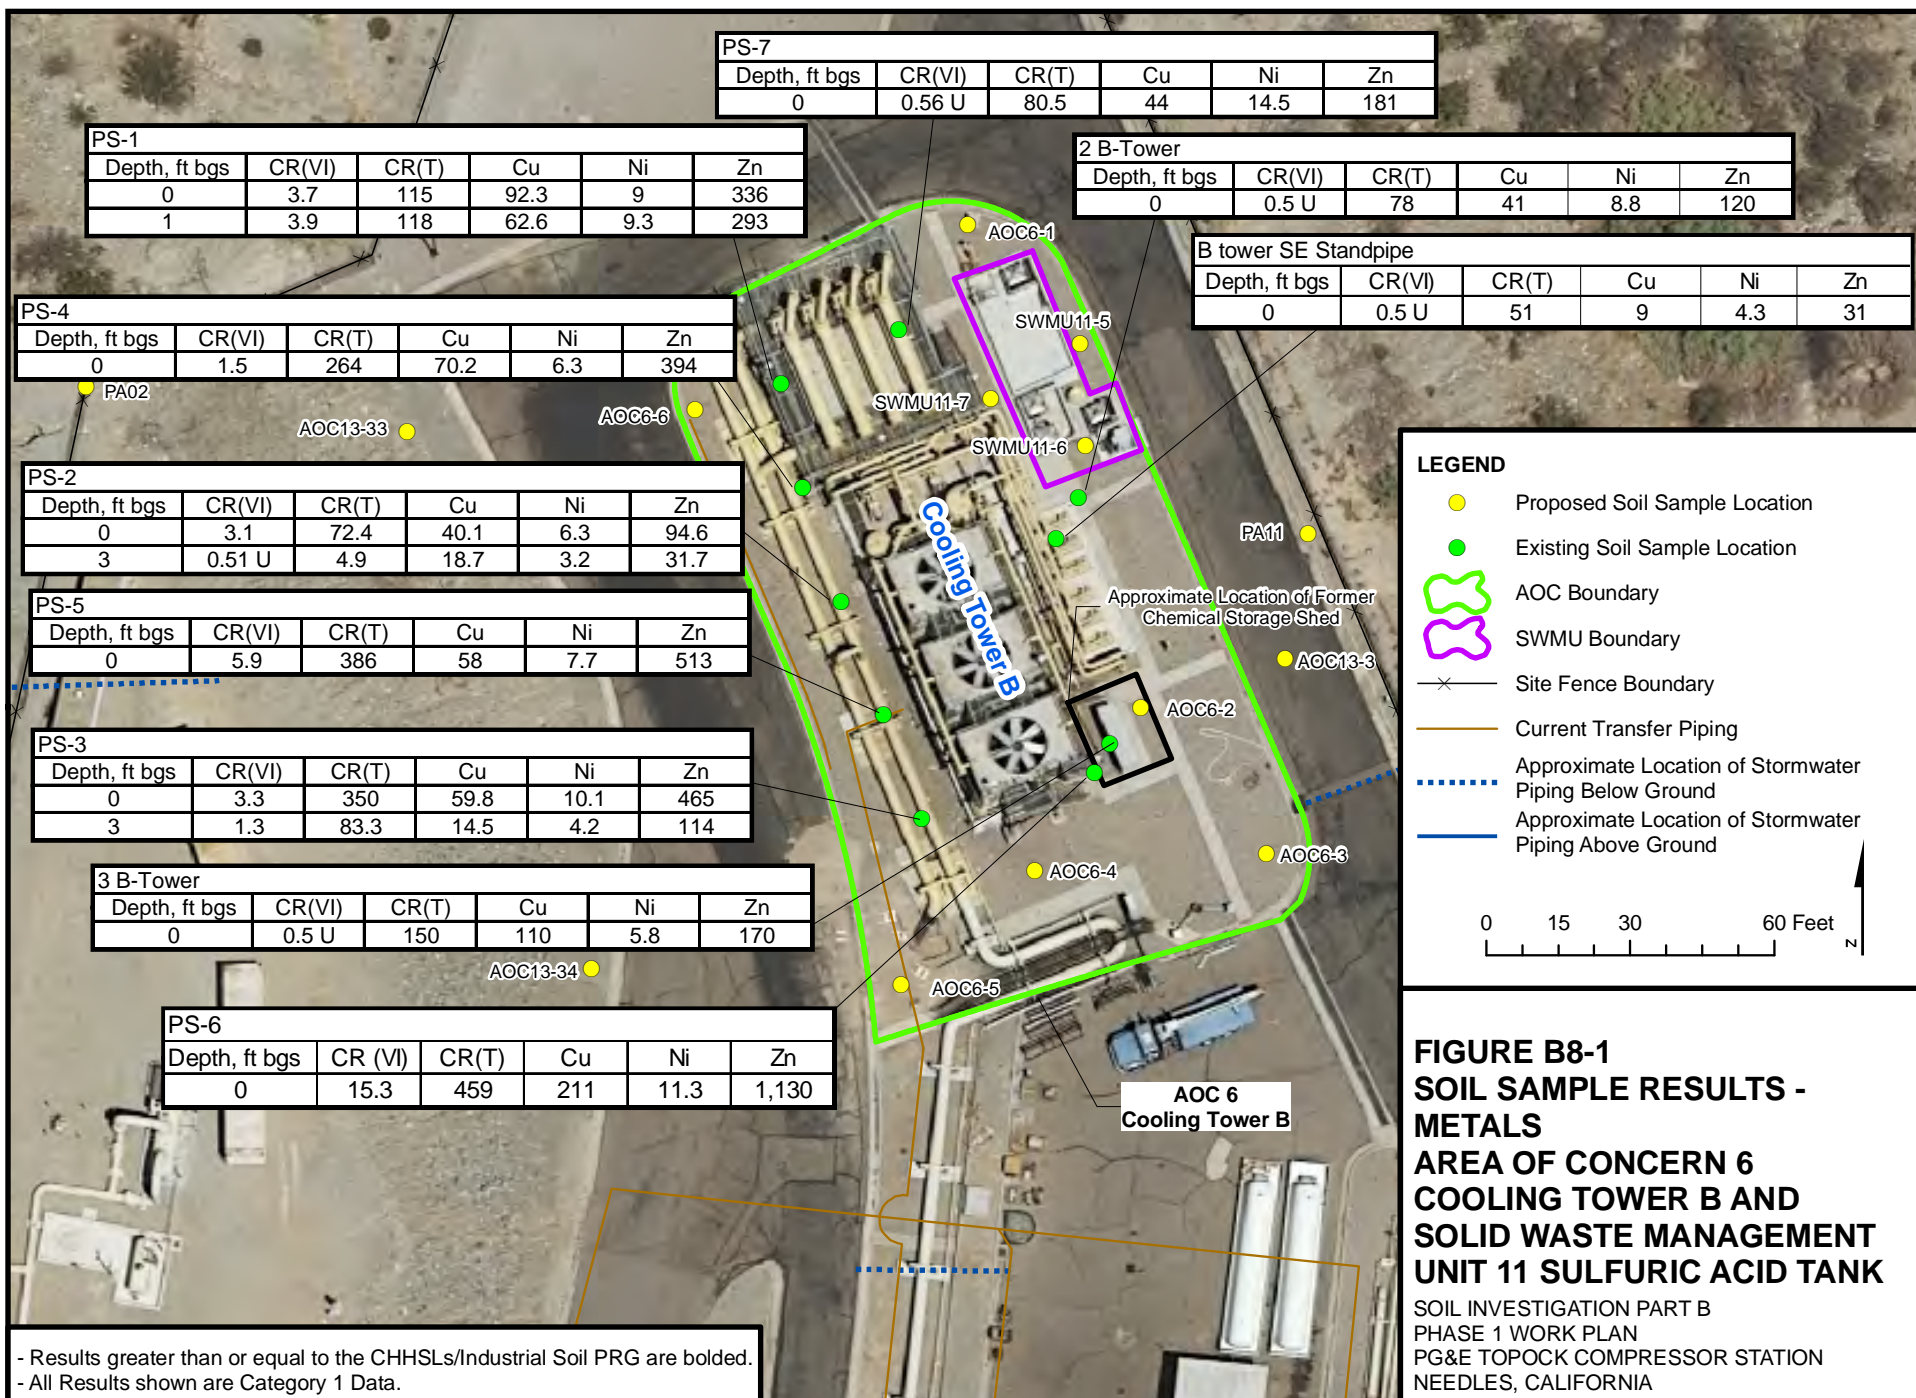 PS-7
Depth, ft bgs CR(VI) CR(T) Cu Ni Zn
0 0.56 U 80.5 44 14.5 181
PS-1
Depth, ft bgs CR(VI) CR(T) Cu Ni Zn
0 3.7 115 92.3 9 336
1 3.9 118 62.6 9.3 293
2 B-Tower
Depth, ft bgs CR(VI) CR(T) Cu Ni Zn
0 0.5 U 78 41 8.8 120
B tower SE Standpipe
Depth, ft bgs CR(VI) CR(T) Cu Ni Zn
0 0.5 U 51 9 4.3 31
PS-4
Depth, ft bgs CR(VI) CR(T) Cu Ni Zn
0 1.5 264 70.2 6.3 394
PS-2
Depth, ft bgs CR(VI) CR(T) Cu Ni Zn
0 3.1 72.4 40.1 6.3 94.6
3 0.51 U 4.9 18.7 3.2 31.7
PS-5
Depth, ft bgs CR(VI) CR(T) Cu Ni Zn
0 5.9 386 58 7.7 513
PS-3
Depth, ft bgs CR(VI) CR(T) Cu Ni Zn
0 3.3 350 59.8 10.1 465
3 1.3 83.3 14.5 4.2 114
3 B-Tower
Depth, ft bgs CR(VI) CR(T) Cu Ni Zn
0 0.5 U 150 110 5.8 170
PS-6
Depth, ft bgs CR (VI) CR(T) Cu Ni Zn
0 15.3 459 211 11.3 1,130
AOC6-1
SWMU11-5
SWMU11-7
SWMU11-6
AOC6-6
PA02
AOC13-33
PA11
Cooling Tower B
Approximate Location of Former
Chemical Storage Shed
AOC13-3
AOC6-2
AOC6-3
AOC6-4
AOC6-5
AOC13-34
AOC 6
Cooling Tower B
LEGEND
Proposed Soil Sample Location
Existing Soil Sample Location
AOC Boundary
SWMU Boundary
Site Fence Boundary
Current Transfer Piping
Approximate Location of Stormwater
Piping Below Ground
Approximate Location of Stormwater
Piping Above Ground
0 15 30 60 Feet
N
FIGURE B8-1
SOIL SAMPLE RESULTS -
METALS
AREA OF CONCERN 6
COOLING TOWER B AND
SOLID WASTE MANAGEMENT
UNIT 11 SULFURIC ACID TANK
SOIL INVESTIGATION PART B
PHASE 1 WORK PLAN
PG&E TOPOCK COMPRESSOR STATION
NEEDLES, CALIFORNIA
- Results greater than or equal to the CHHSLs/Industrial Soil PRG are bolded.
- All Results shown are Category 1 Data.